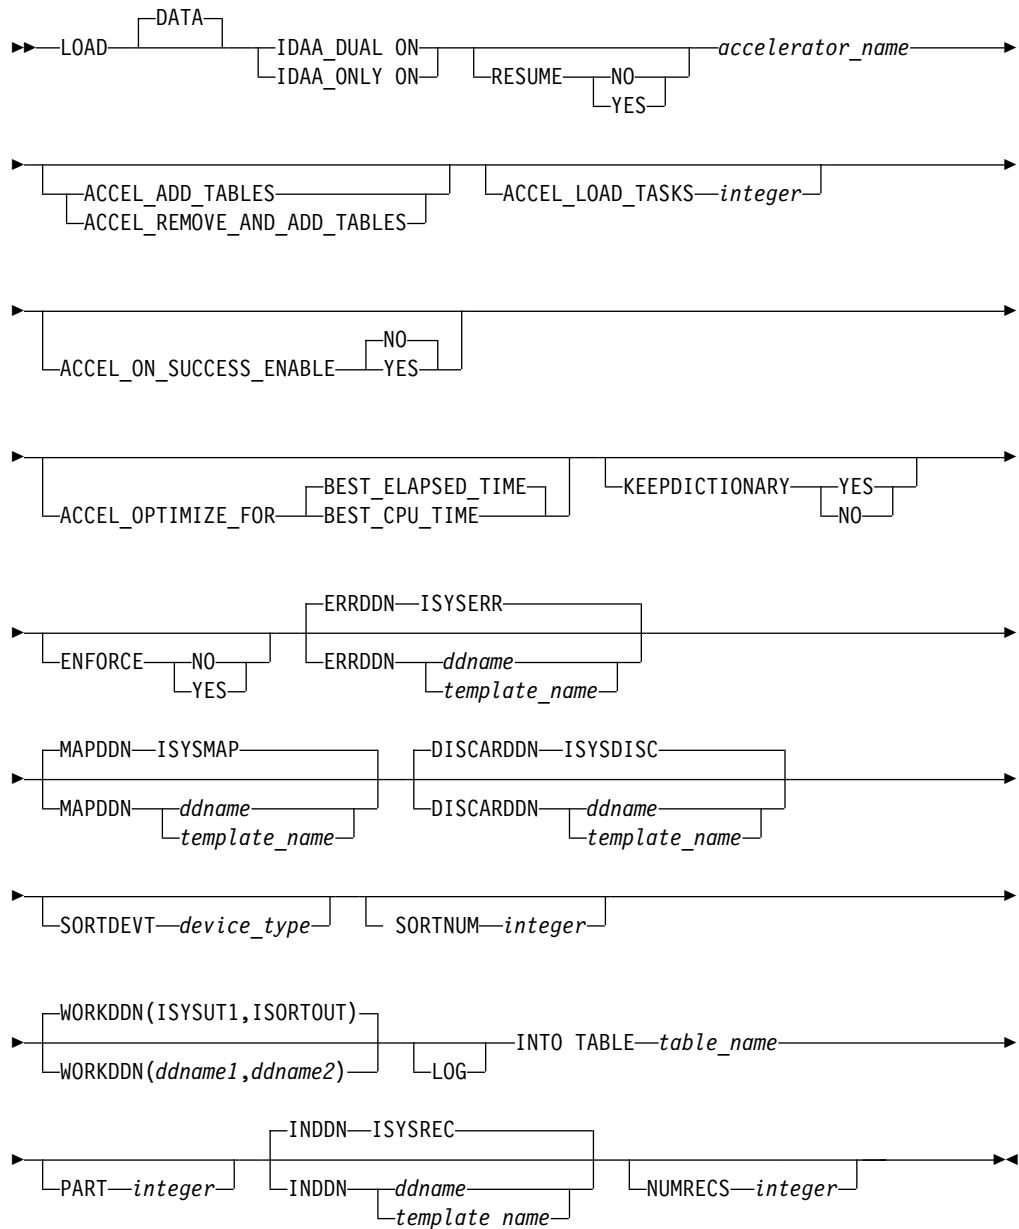 DATA
LOAD IDAA_DUAL ON accelerator_name
IDAA_ONLY ON RESUME NO
YES
ACCEL_ADD_TABLES ACCEL_LOAD_TASKS integer
ACCEL_REMOVE_AND_ADD_TABLES
NO
ACCEL_ON_SUCCESS_ENABLE YES
BEST_ELAPSED_TIME KEEPDICTIONARY YES
ACCEL_OPTIMIZE_FOR BEST_CPU_TIME NO
ERRDDN ISYSERR
ENFORCE NO ERRDDN ddname
YES template_name
MAPDDN ISYSMAP DISCARDDN ISYSDISC
MAPDDN ddname DISCARDDN ddname
template_name template_name
SORTDEVT device_type SORTNUM integer
WORKDDN(ISYSUT1,ISORTOUT) INTO TABLE table_name
WORKDDN(ddname1,ddname2) LOG
INDDN ISYSREC
PART integer INDDN ddname NUMRECS integer
template name